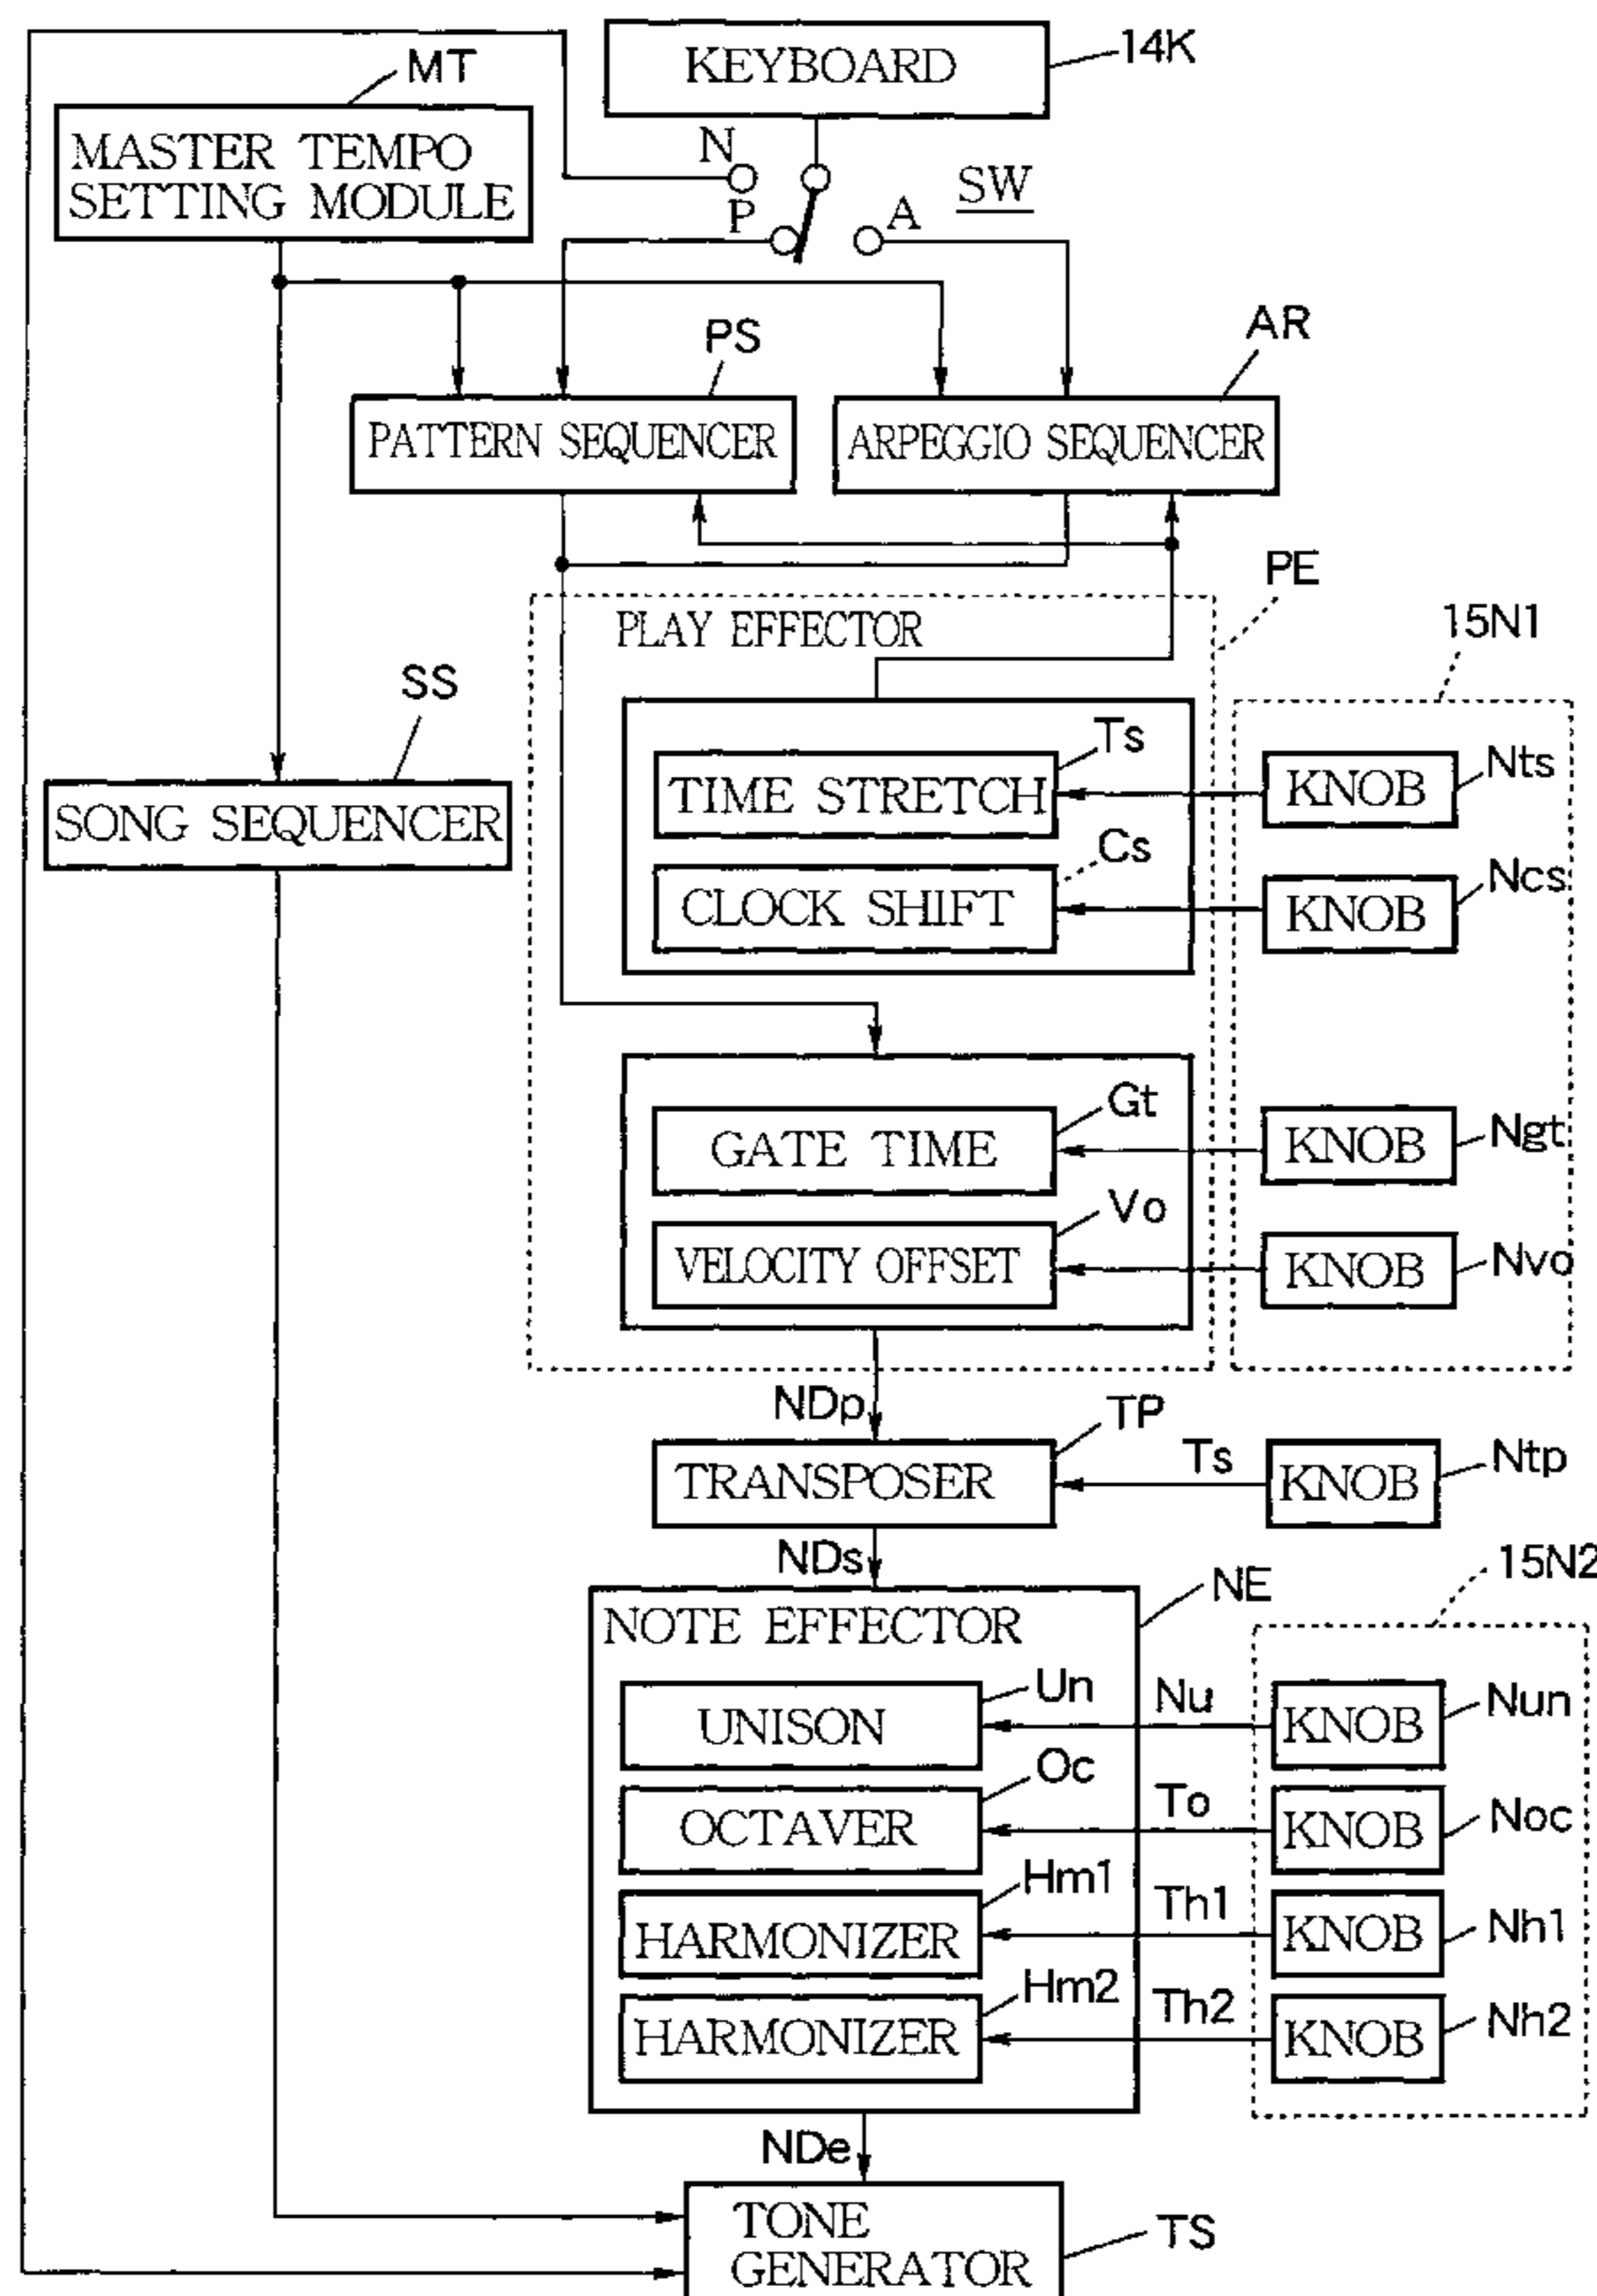 KEYBOARD
14K
MT
MASTER TEMPO
SETTING MODULE
N
SW
P
A
PS
AR
PATTERN SEQUENCER
ARPEGGIO SEQUENCER
PE
PLAY EFFECTOR
15N1
SS
Ts
TIME STRETCH
KNOB
Nts
SONG SEQUENCER
Cs
CLOCK SHIFT
KNOB
Ncs
Gt
GATE TIME
KNOB
Ngt
Vo
VELOCITY OFFSET
KNOB
Nvo
NDp
TP
TRANSPOSER
Ts
KNOB
Ntp
NDs
15N2
NE
NOTE EFFECTOR
Un
UNISON
Nu
KNOB
Nun
Oc
OCTAVER
To
KNOB
Noc
Hm1
HARMONIZER
Th1
KNOB
Nh1
Hm2
HARMONIZER
Th2
KNOB
Nh2
NDe
TONE
GENERATOR
TS